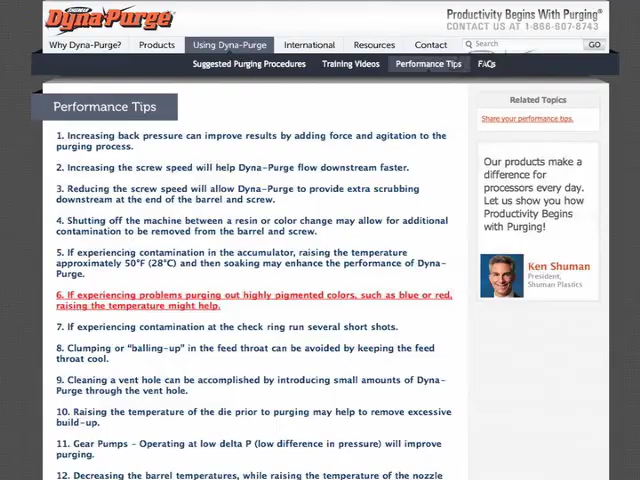 SHUMAN
Dyna-Purge
Productivity Begins With Purging®
CONTACT US AT 1-866-607-8743
Why Dyna-Purge? Products Using Dyna-Purge International Resources Contact Search GO
Suggested Purging Procedures Training Videos Performance Tips FAQs
Performance Tips
1. Increasing back pressure can improve results by adding force and agitation to the
purging process.
2. Increasing the screw speed will help Dyna-Purge flow downstream faster.
3. Reducing the screw speed will allow Dyna-Purge to provide extra scrubbing
downstream at the end of the barrel and screw.
4. Shutting off the machine between a resin or color change may allow for additional
contamination to be removed from the barrel and screw.
5. If experiencing contamination in the accumulator, raising the temperature
approximately 50°F (28°C) and then soaking may enhance the performance of Dyna-
Purge.
6. If experiencing problems purging out highly pigmented colors, such as blue or red,
raising the temperature might help.
7. If experiencing contamination at the check ring run several short shots.
8. Clumping or “balling-up” in the feed throat can be avoided by keeping the feed
throat cool.
9. Cleaning a vent hole can be accomplished by introducing small amounts of Dyna-
Purge through the vent hole.
10. Raising the temperature of the die prior to purging may help to remove excessive
build-up.
11. Gear Pumps - Operating at low delta P (low difference in pressure) will improve
purging.
12. Decreasing the barrel temperatures, while raising the temperature of the nozzle
Related Topics
Share your performance tips.
Our products make a
difference for
processors every day.
Let us show you how
Productivity Begins
with Purging!
Ken Shuman
President,
Shuman Plastics